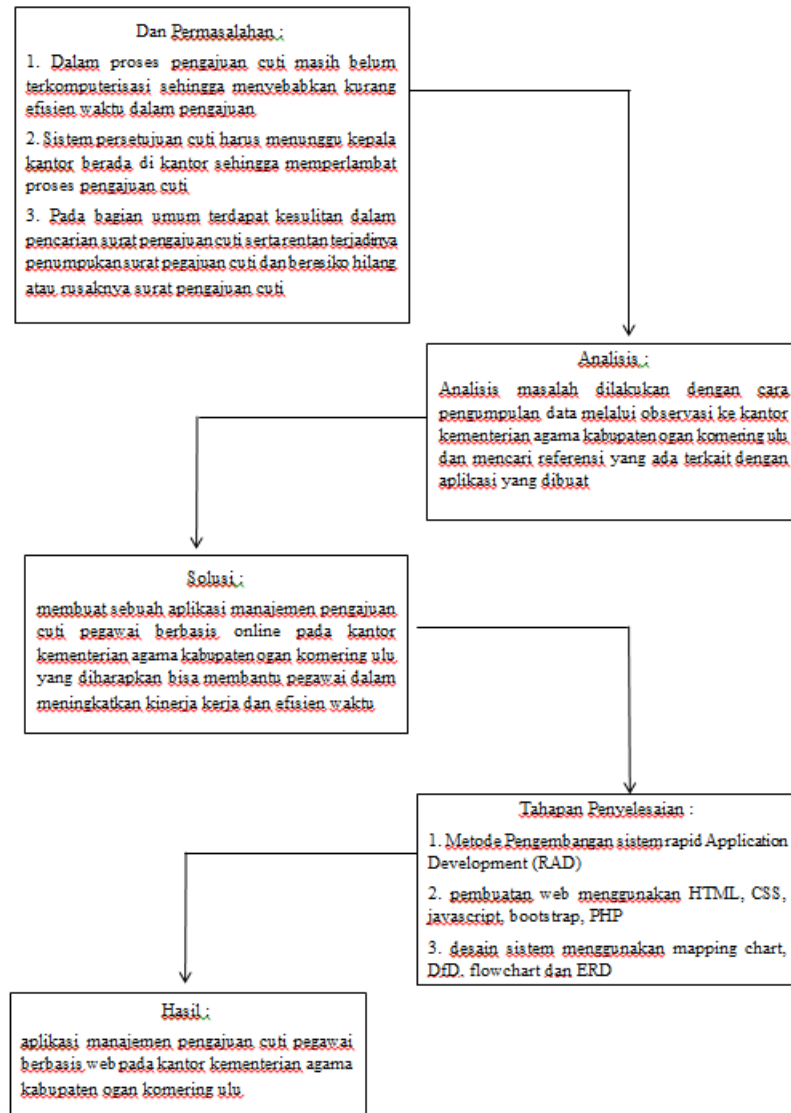 Dan Permasalahan :
1. Dalam proses pengajuan cuti masih belum
terkomputerisasi sehingga menyebabkan kurang
efisien waktu dalam pengajuan
2. Sistem persetujuan cuti harus menunggu kepala
kantor berada di kantor sehingga memperlambat
proses pengajuan cuti
3. Pada bagian umum terdapat kesulitan dalam
pencarian surat pengajuan cuti serta rentan terjadinya
penumpukan surat pegajuan cuti dan beresiko hilang
atau rusaknya surat pengajuan cuti
Analisis :
Analisis masalah dilakukan dengan cara
pengumpulan data melalui observasi ke kantor
kementerian agama kabupaten ogan komering ulu
dan mencari referensi yang ada terkait dengan
aplikasi yang dibuat
Solusi :
membuat sebuah aplikasi manajemen pengajuan
cuti pegawai berbasis online pada kantor
kementerian agama kabupaten ogan komering ulu
yang diharapkan bisa membantu pegawai dalam
meningkatkan kinerja kerja dan efisien waktu
Tahapan Penyelesaian :
1. Metode Pengembangan sistem rapid Application
Development (RAD)
2. pembuatan web menggunakan HTML, CSS,
javascript, bootstrap, PHP
3. desain sistem menggunakan mapping chart,
DfD, flowchart dan ERD
Hasil :
aplikasi manajemen pengajuan cuti pegawai
berbasis web pada kantor kementerian agama
kabupaten ogan komering ulu